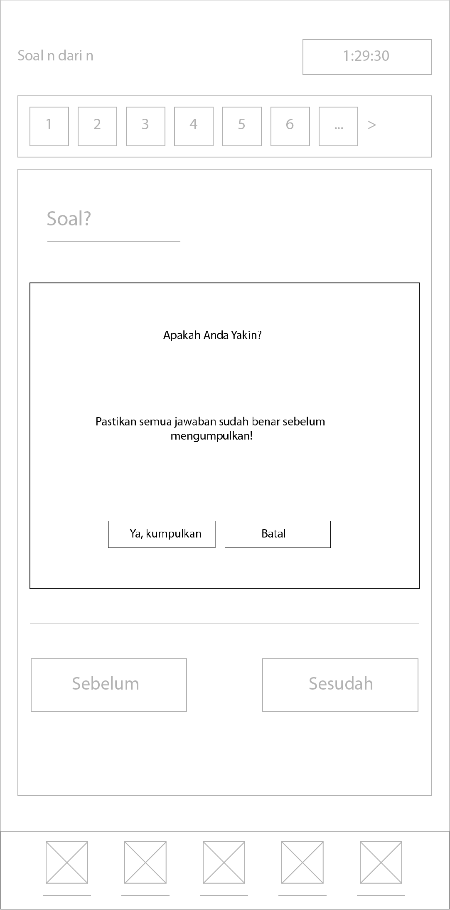 Soal n dari n
1:29:30
1 2 3 4 5 6 ... >
Soal?
Apakah Anda Yakin?
Pastikan semua jawaban sudah benar sebelum
mengumpulkan!
Ya, kumpulkan
Batal
Sebelum
Sesudah